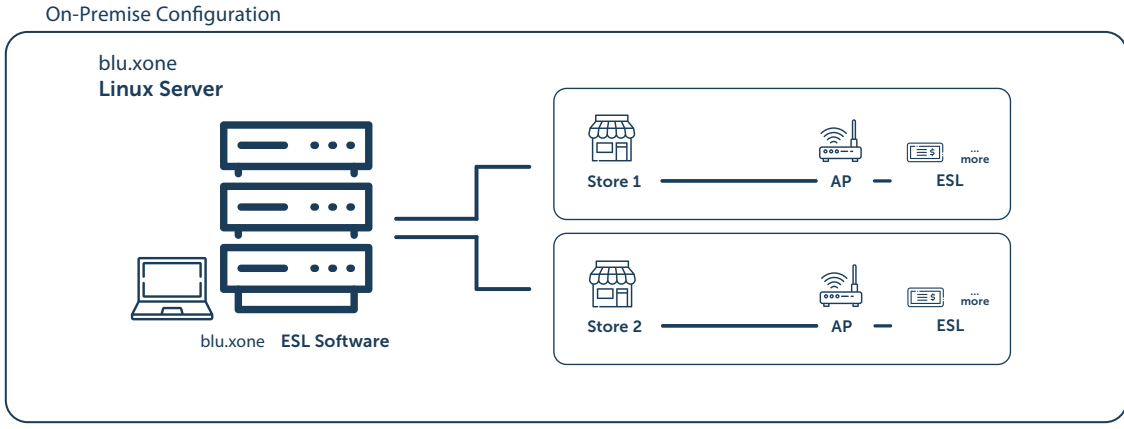 On-Premise Configuration
blu.xone
Linux Server
blu.xone ESL Software
$
...
more
Store 1
AP
ESL
$
...
more
Store 2
AP
ESL